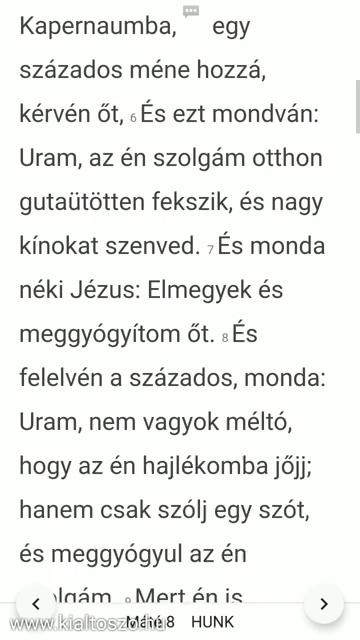 Kapernaumba, egy
százados méne hozzá,
kérvén őt, 6 És ezt mondván:
Uram, az én szolgám otthon
gutaütötten fekszik, és nagy
kínokat szenved. 7 És monda
néki Jézus: Elmegyek és
meggyógyítom őt. 8 És
felelvén a százados, monda:
Uram, nem vagyok méltó,
hogy az én hajlékomba jőjj;
hanem csak szólj egy szót,
és meggyógyul az én
Mert én is
Máté 8 HUNK